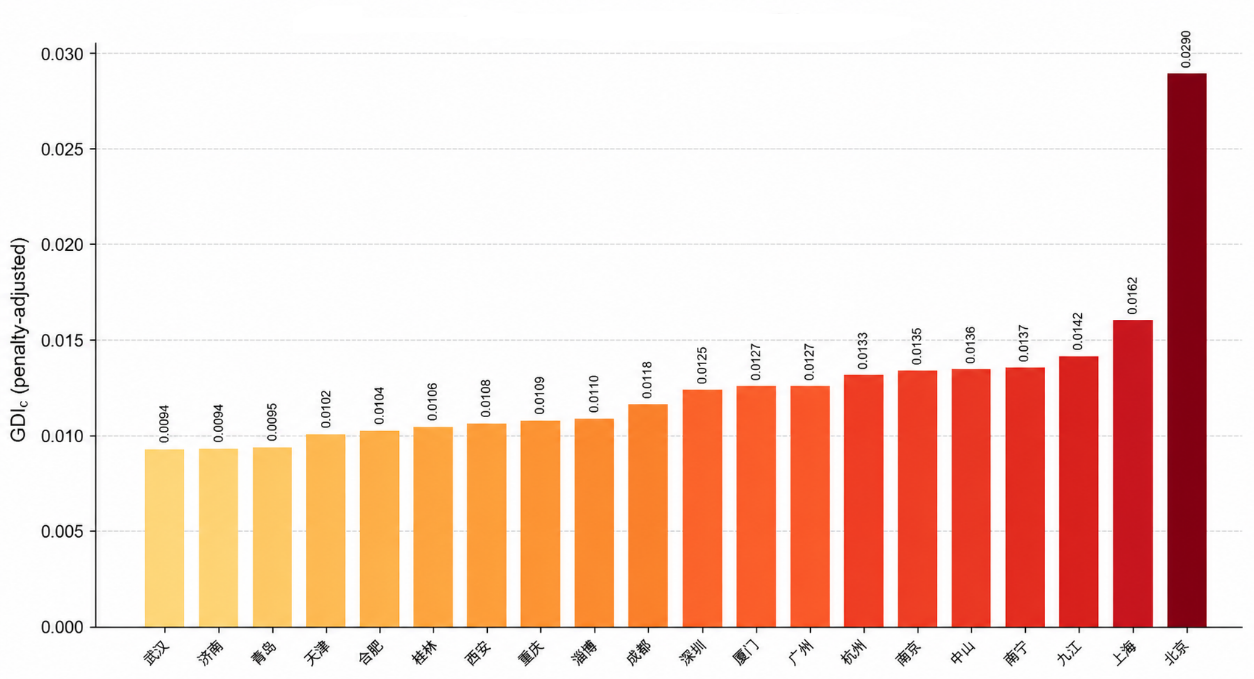 GDIc (penalty-adjusted)
0.030
0.025
0.020
0.015
0.010
0.005
0.000
0.0094
0.0094
0.0095
0.0102
0.0104
0.0106
0.0108
0.0109
0.0110
0.0118
0.0125
0.0127
0.0127
0.0133
0.0135
0.0136
0.0137
0.0142
0.0162
0.0290
武汉
济南
青岛
天津
合肥
桂林
西安
重庆
淄博
成都
深圳
厦门
广州
杭州
南京
中山
南宁
九江
上海
北京